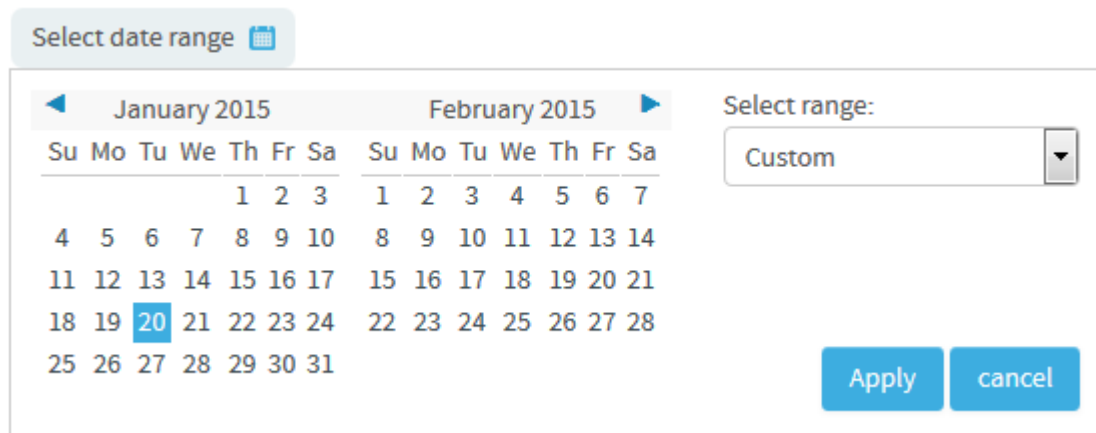 Select date range
January 2015 February 2015 Select range:
Su Mo Tu We Th Fr Sa Su Mo Tu We Th Fr Sa Custom
1 2 3 1 2 3 4 5 6 7
4 5 6 7 8 9 10 8 9 10 11 12 13 14
11 12 13 14 15 16 17 15 16 17 18 19 20 21
18 19 20 21 22 23 24 22 23 24 25 26 27 28
25 26 27 28 29 30 31
Apply cancel